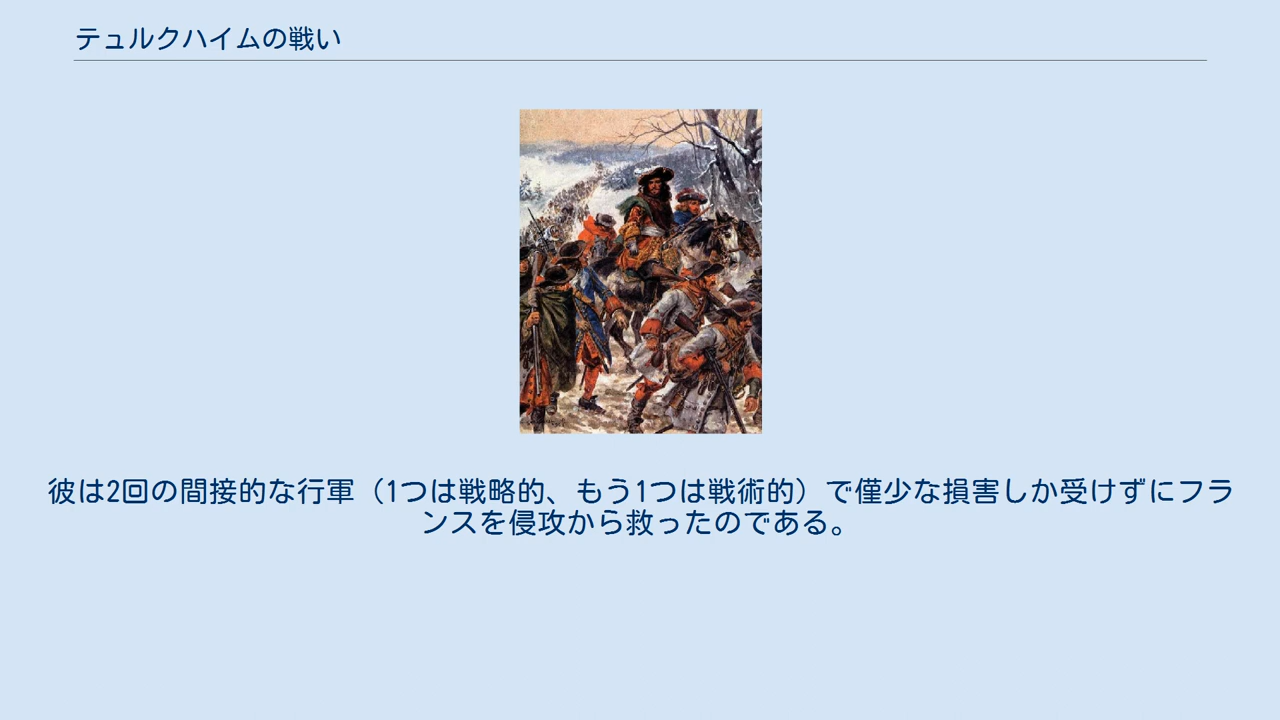 テュルクハイムの戦い
彼は2回の間接的な行軍（1つは戦略的、もう1つは戦術的）で僅少な損害しか受けずにフラ
ンスを侵攻から救ったのである。